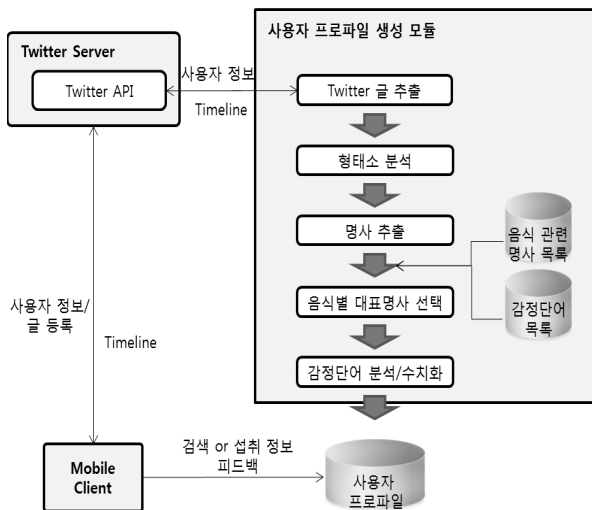 사용자 프로파일 생성 모듈
Twitter Server
Twitter API
사용자 정보
Timeline
Twitter 글 추출
형태소 분석
명사 추출
음식 관련
명사 목록
음식별 대표명사 선택
감정단어
목록
감정단어 분석/수치화
사용자 정보/
글 등록
Timeline
Mobile
Client
검색 or 섭취 정보
피드백
사용자
프로파일